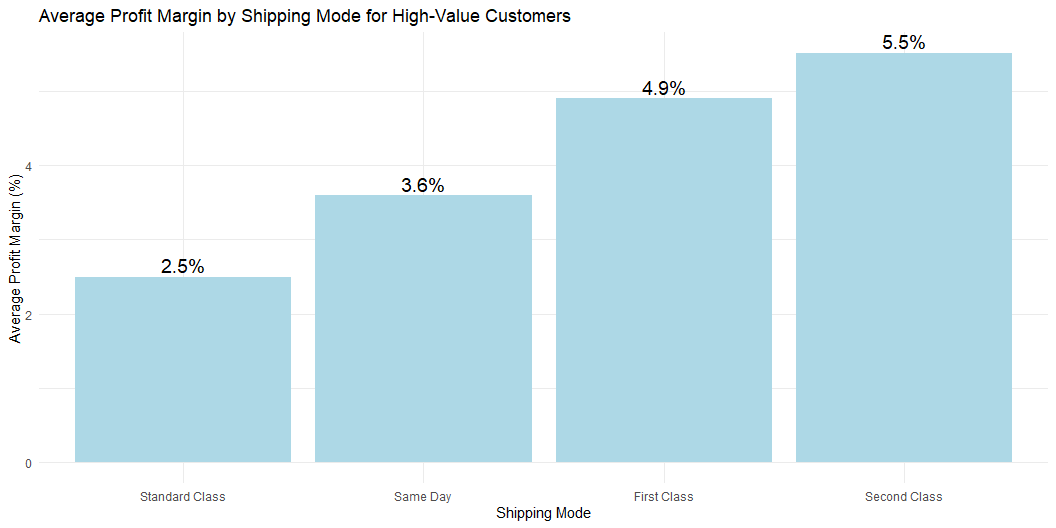 Average Profit Margin by Shipping Mode for High-Value Customers
5.5%
4.9%
4
3.6%
Average Profit Margin (%)
2.5%
2
0
Standard Class Same Day First Class Second Class
Shipping Mode